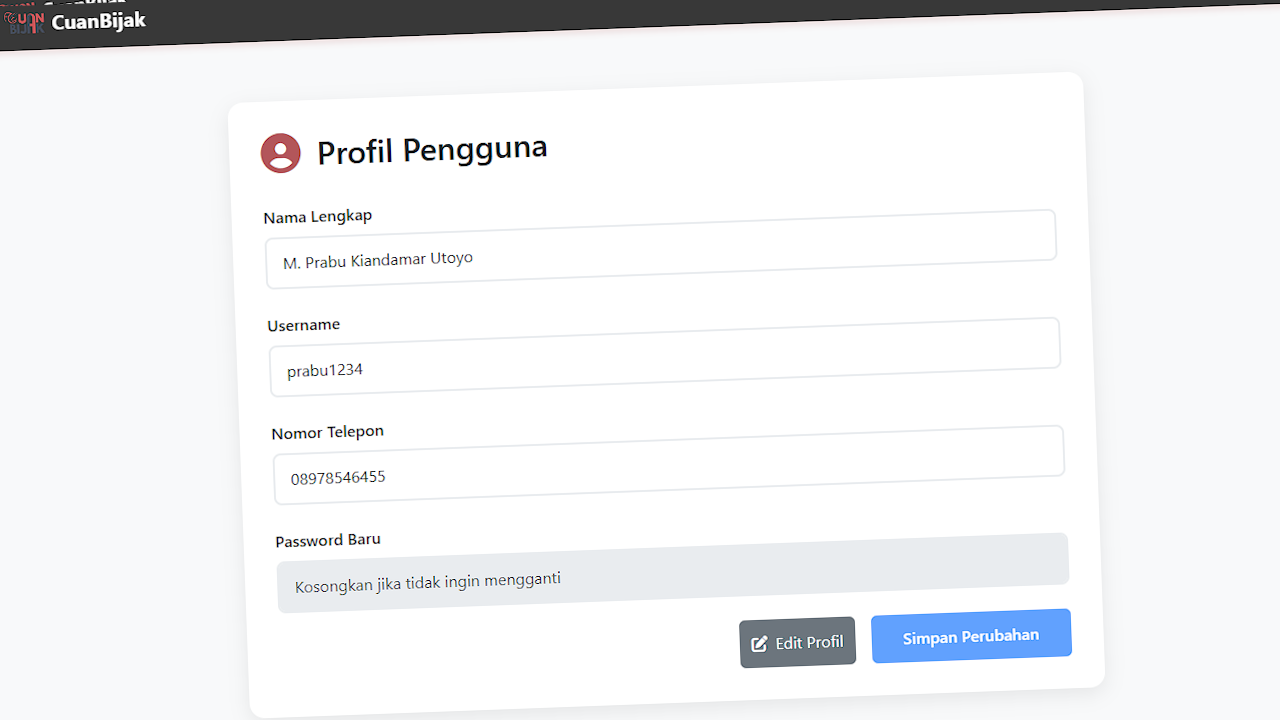 CUAN
BIJAK
CuanBijak
Profil Pengguna
Nama Lengkap
M. Prabu Kiandamar Utoyo
Username
prabu1234
Nomor Telepon
08978546455
Password Baru
Kosongkan jika tidak ingin mengganti
Edit Profil
Simpan Perubahan